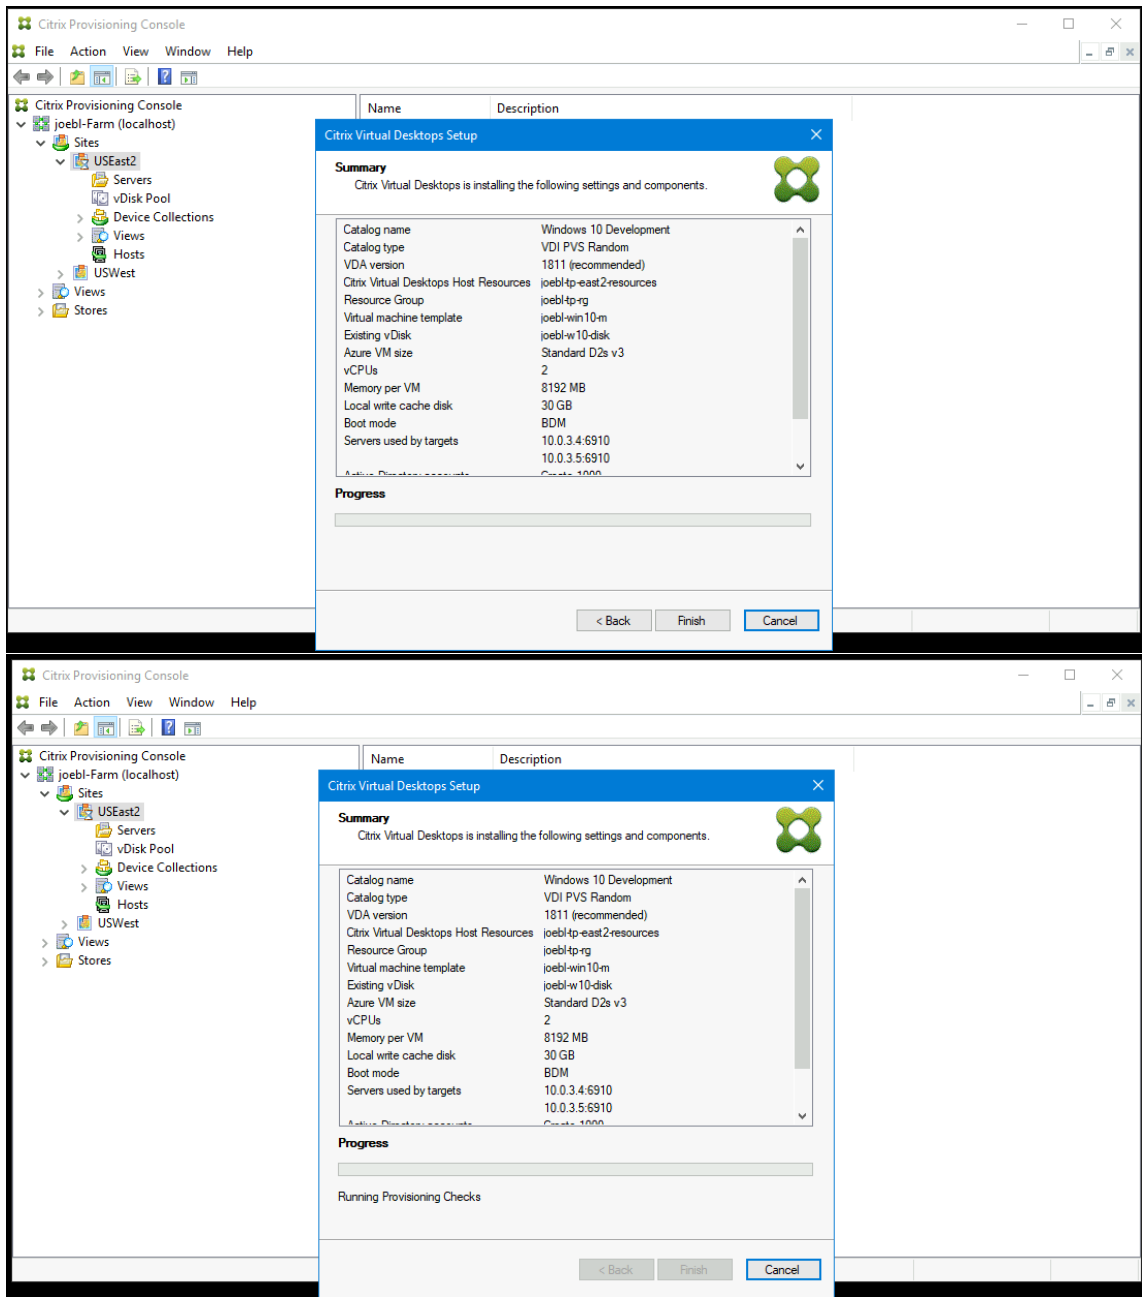 Citrix Provisioning Console
File Action View Window Help
Citrix Provisioning Console
joebl-Farm (localhost)
Sites
USEast2
Servers
vDisk Pool
Device Collections
Views
Hosts
USWest
Views
Stores
Name Description
Citrix Virtual Desktops Setup
Summary
Citrix Virtual Desktops is installing the following settings and components.
Catalog name Windows 10 Development
Catalog type VDI PVS Random
VDA version 1811 (recommended)
Citrix Virtual Desktops Host Resources joebl-tp-east2-resources
Resource Group joebl-tp-rg
Virtual machine template joebl-win10-m
Existing vDisk joebl-w10-disk
Azure VM size Standard D2s v3
vCPUs 2
Memory per VM 8192 MB
Local write cache disk 30 GB
Boot mode BDM
Servers used by targets 10.0.3.4:6910
10.0.3.5:6910
Active Directory accounts Create 1000
Progress
< Back Finish Cancel
Citrix Provisioning Console
File Action View Window Help
Citrix Provisioning Console
joebl-Farm (localhost)
Sites
USEast2
Servers
vDisk Pool
Device Collections
Views
Hosts
USWest
Views
Stores
Name Description
Citrix Virtual Desktops Setup
Summary
Citrix Virtual Desktops is installing the following settings and components.
Catalog name Windows 10 Development
Catalog type VDI PVS Random
VDA version 1811 (recommended)
Citrix Virtual Desktops Host Resources joebl-tp-east2-resources
Resource Group joebl-tp-rg
Virtual machine template joebl-win10-m
Existing vDisk joebl-w10-disk
Azure VM size Standard D2s v3
vCPUs 2
Memory per VM 8192 MB
Local write cache disk 30 GB
Boot mode BDM
Servers used by targets 10.0.3.4:6910
10.0.3.5:6910
Active Directory accounts Create 1000
Progress
Running Provisioning Checks
< Back Finish Cancel